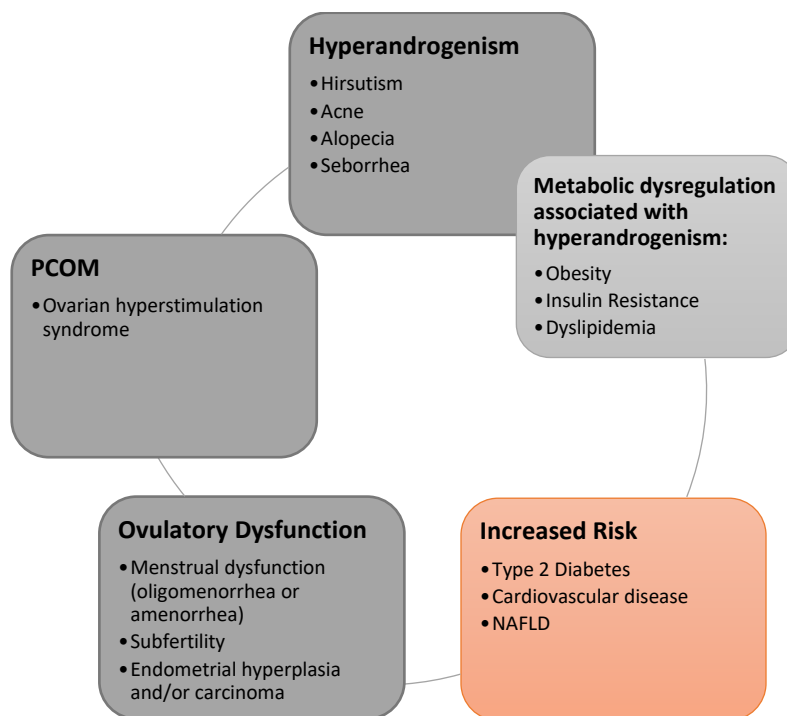 Hyperandrogenism
•Hirsutism
•Acne
•Alopecia
•Seborrhea
Metabolic dysregulation
associated with
hyperandrogenism:
•Obesity
•Insulin Resistance
•Dyslipidemia
PCOM
•Ovarian hyperstimulation
syndrome
Ovulatory Dysfunction
•Menstrual dysfunction
(oligomenorrhea or
amenorrhea)
•Subfertility
•Endometrial hyperplasia
and/or carcinoma
Increased Risk
•Type 2 Diabetes
•Cardiovascular disease
•NAFLD